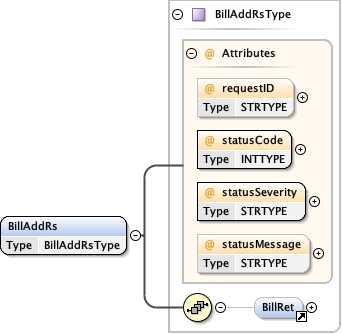 BillAddRsType
@ Attributes
@ requestID
Type STRTYPE
@ statusCode
Type INTTYPE
@ statusSeverity
Type STRTYPE
@ statusMessage
Type STRTYPE
BillAddRs
Type BillAddRsType
BillRet